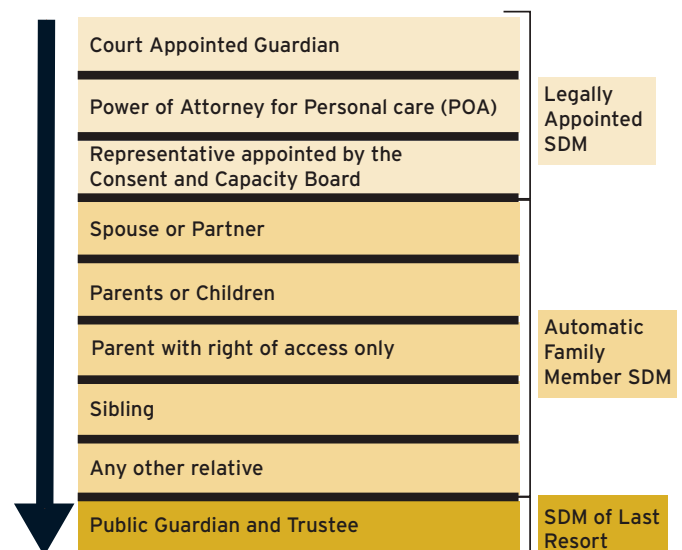 Court Appointed Guardian
Power of Attorney for Personal care (POA)
Representative appointed by the
Consent and Capacity Board
Legally
Appointed
SDM
Spouse or Partner
Parents or Children
Parent with right of access only
Sibling
Any other relative
Automatic
Family
Member SDM
Public Guardian and Trustee
SDM of Last
Resort